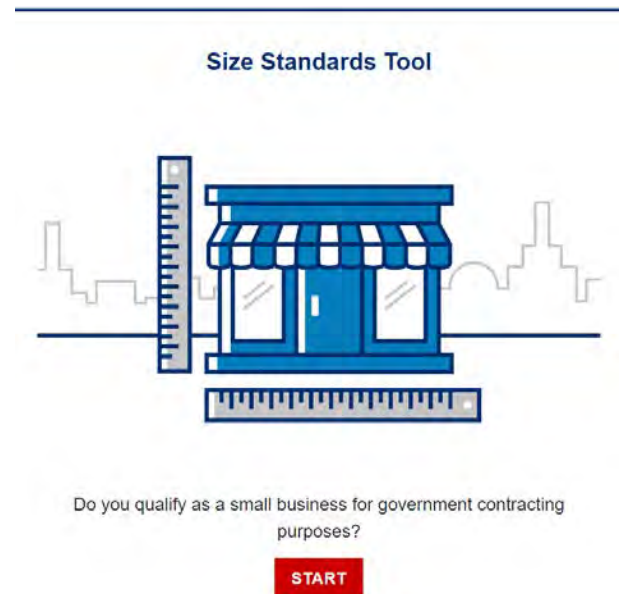 Size Standards Tool
Do you qualify as a small business for government contracting
purposes?
START